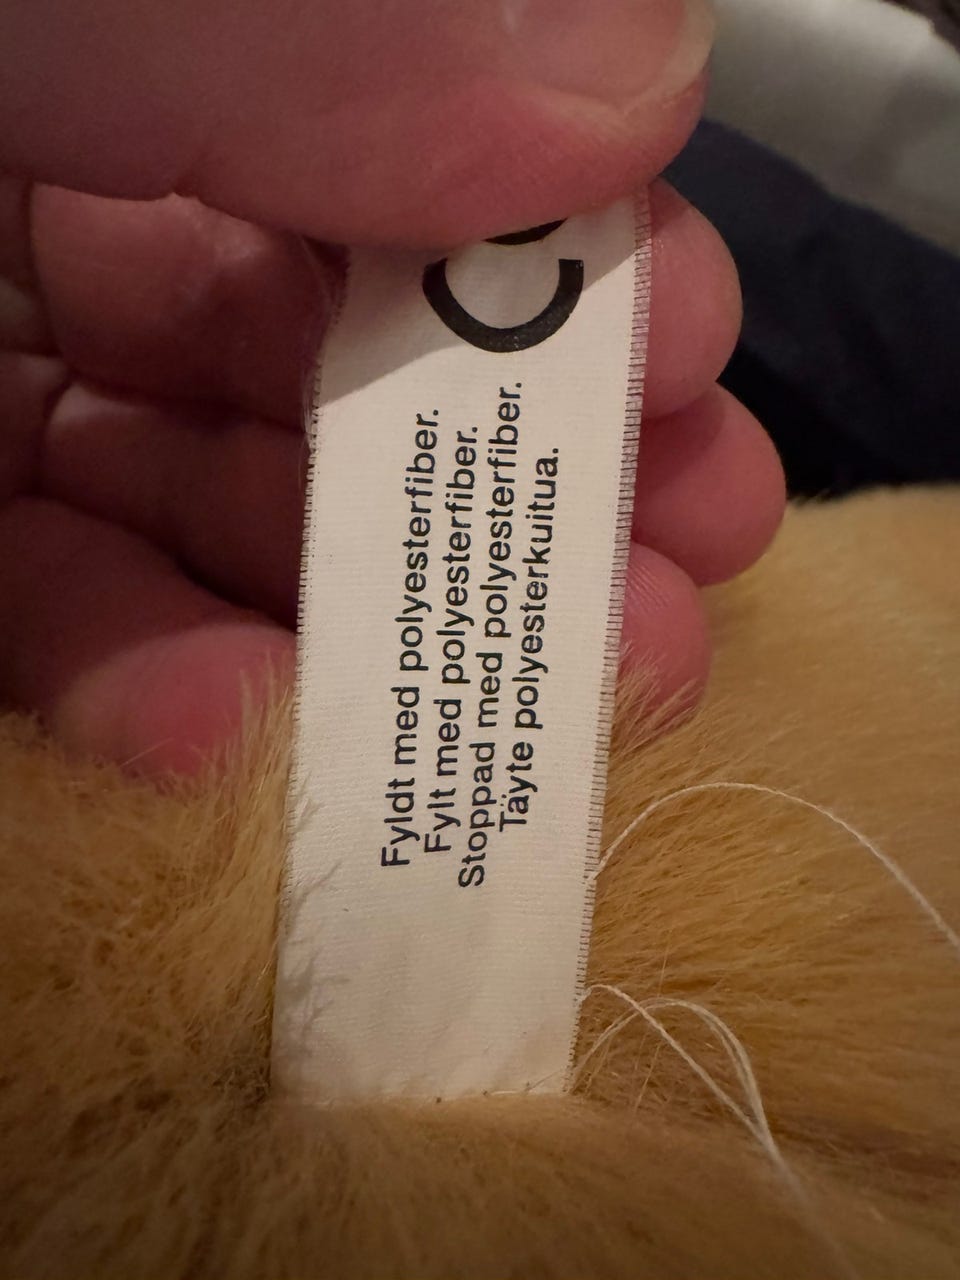 Fyldt med polyesterfiber.
Fylt med polyesterfiber.
Stoppad med polyesterfiber.
Täyte polyesterkuitua.